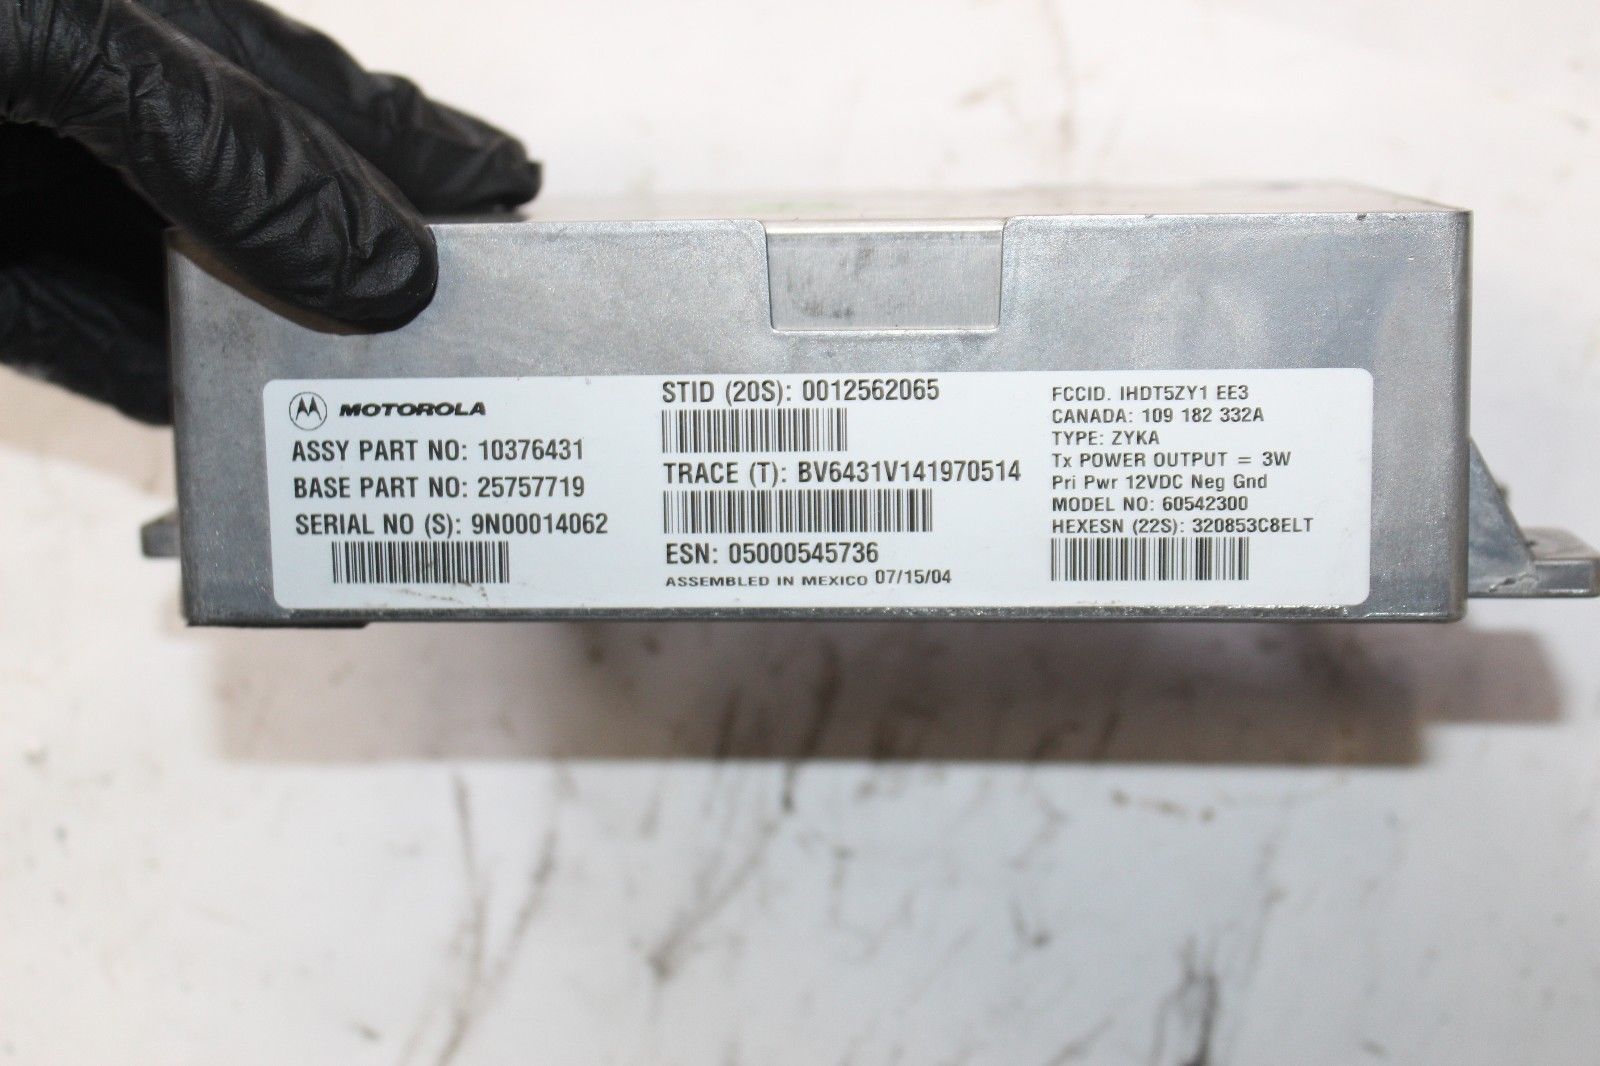 MOTOROLA
ASSY PART NO: 10376431
BASE PART NO: 25757719
SERIAL NO (S): 9N00014062
STID (20S): 0012562065
TRACE (T): BV6431V141970514
ESN: 05000545736
ASSEMBLED IN MEXICO 07/15/04
FCCID. IHDT5ZY1 EE3
CANADA: 109 182 332A
TYPE: ZYKA
Tx POWER OUTPUT = 3W
Pri Pwr 12VDC Neg Gnd
MODEL NO: 60542300
HEXESN (22S): 320853C8ELT